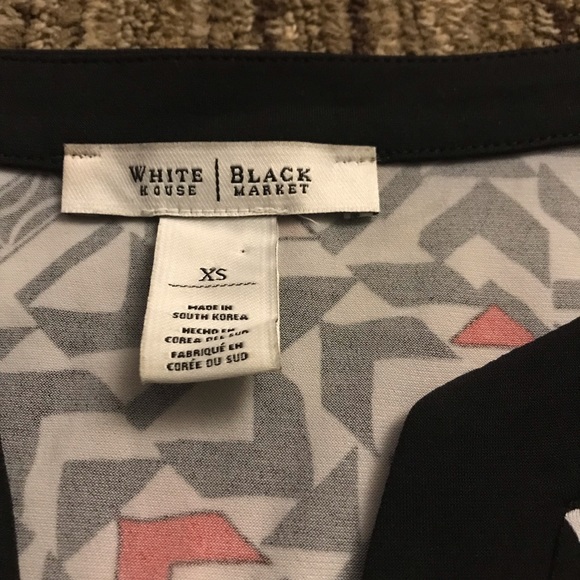 WHITE | BLACK
HOUSE MARKET
XS
MADE IN
SOUTH KOREA
HECHO EN
COREA DEL SUR
FABRIQUÉ EN
CORÉE DU SUD